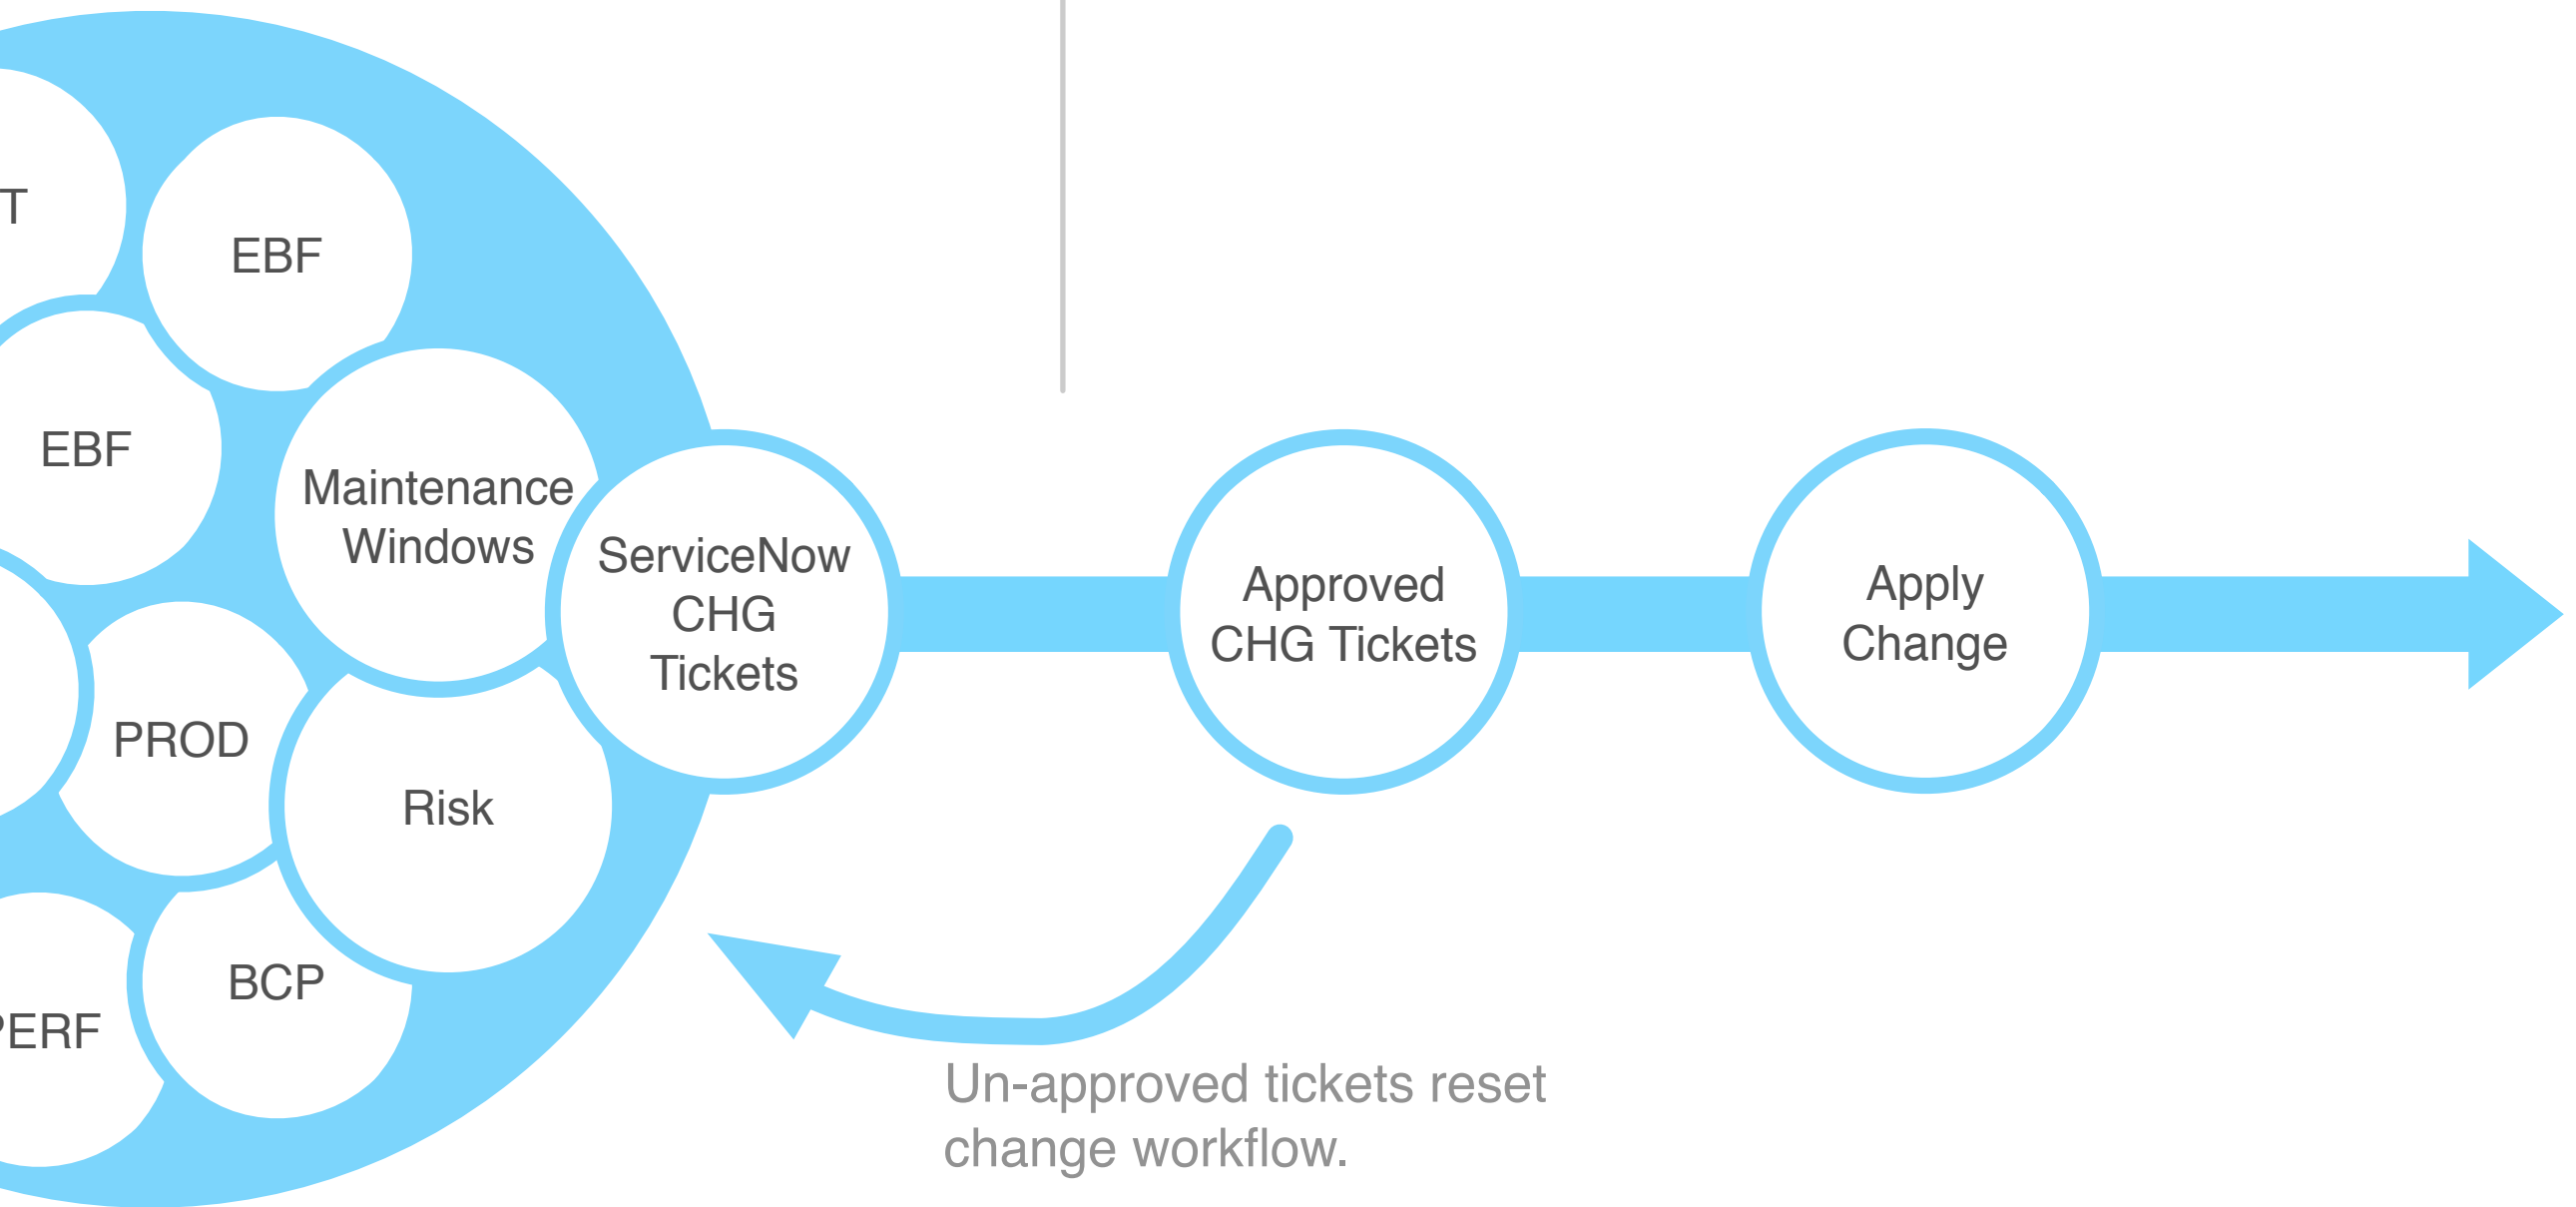 T
EBF
EBF
Maintenance
Windows
ServiceNow
CHG
Tickets
Approved
CHG Tickets
Apply
Change
PROD
Risk
BCP
PERF
Un-approved tickets reset
change workflow.